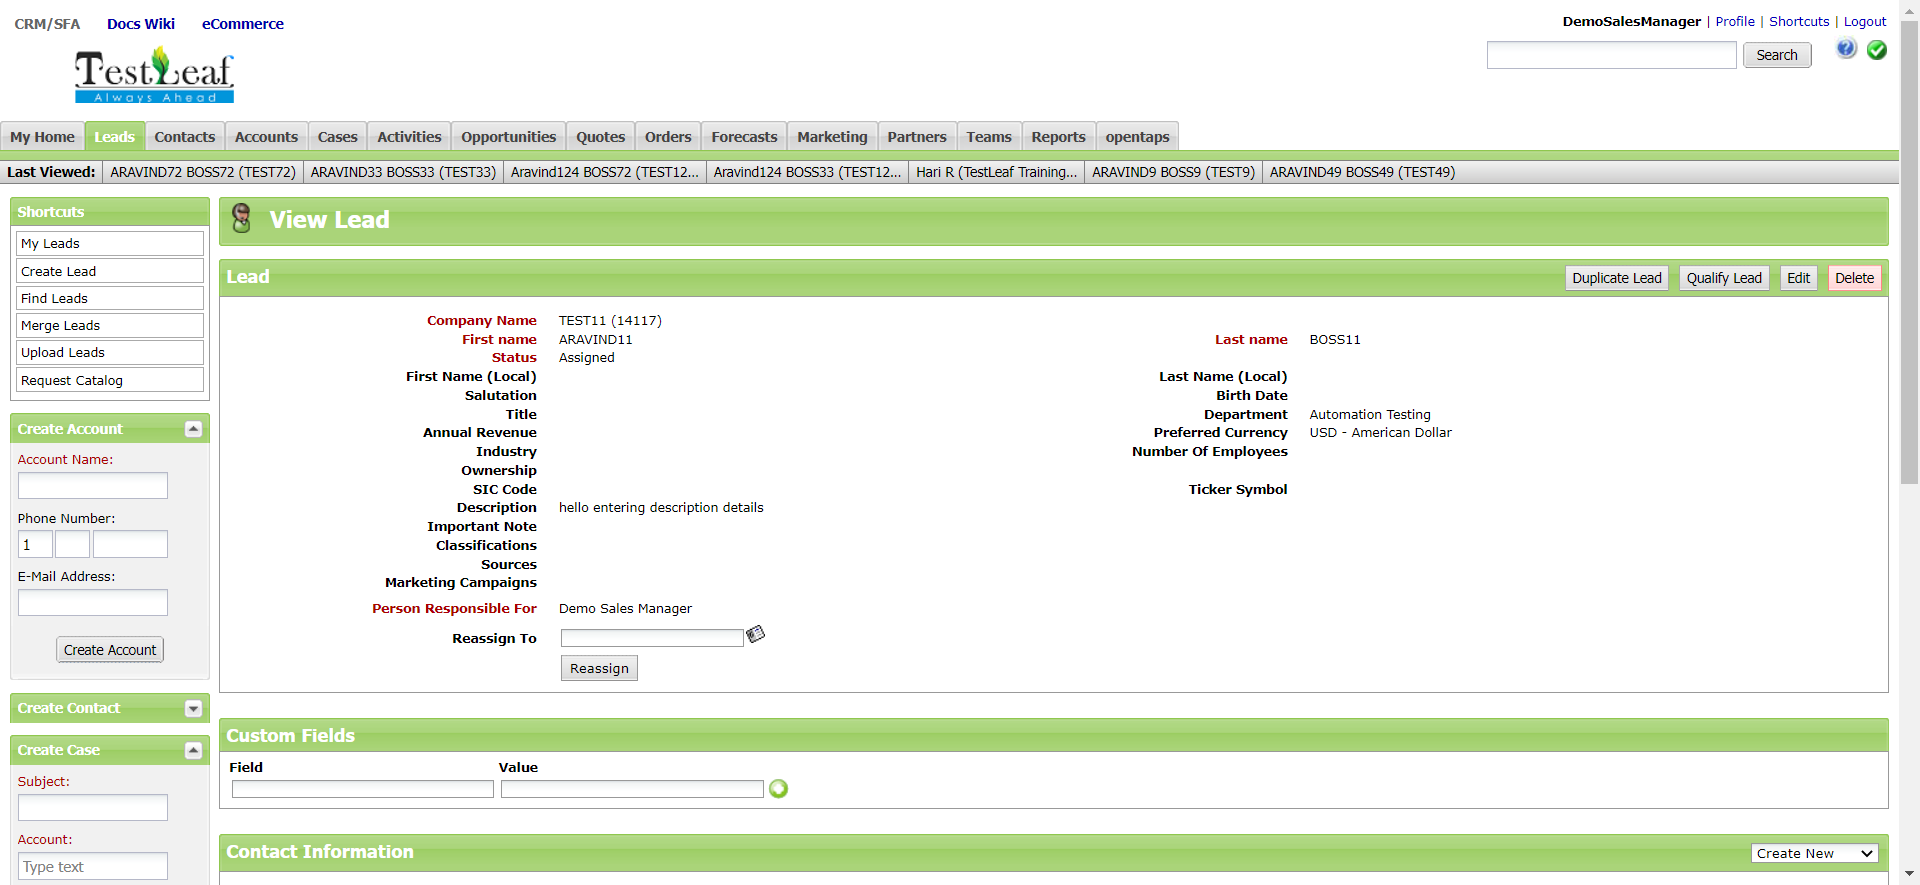 CRM/SFA Docs Wiki eCommerce
DemoSalesManager | Profile | Shortcuts | Logout
Search
TestLeaf
Always Ahead
My Home Leads Contacts Accounts Cases Activities Opportunities Quotes Orders Forecasts Marketing Partners Teams Reports opentaps
Last Viewed: ARAVIND72 BOSS72 (TEST72) ARAVIND33 BOSS33 (TEST33) Aravind124 BOSS72 (TEST12... Aravind124 BOSS33 (TEST12... Hari R (TestLeaf Training... ARAVIND9 BOSS9 (TEST9) ARAVIND49 BOSS49 (TEST49)
Shortcuts
My Leads
Create Lead
Find Leads
Merge Leads
Upload Leads
Request Catalog
Create Account
Account Name:
Phone Number:
1
E-Mail Address:
Create Account
Create Contact
Create Case
Subject:
Account:
Type text
View Lead
Lead
Duplicate Lead Qualify Lead Edit Delete
Company Name TEST11 (14117)
First name ARAVIND11 Last name BOSS11
Status Assigned
First Name (Local) Last Name (Local)
Salutation Birth Date
Title Department Automation Testing
Annual Revenue Preferred Currency USD - American Dollar
Industry Number Of Employees
Ownership
SIC Code Ticker Symbol
Description hello entering description details
Important Note
Classifications
Sources
Marketing Campaigns
Person Responsible For Demo Sales Manager
Reassign To
Reassign
Custom Fields
Field Value
Contact Information
Create New